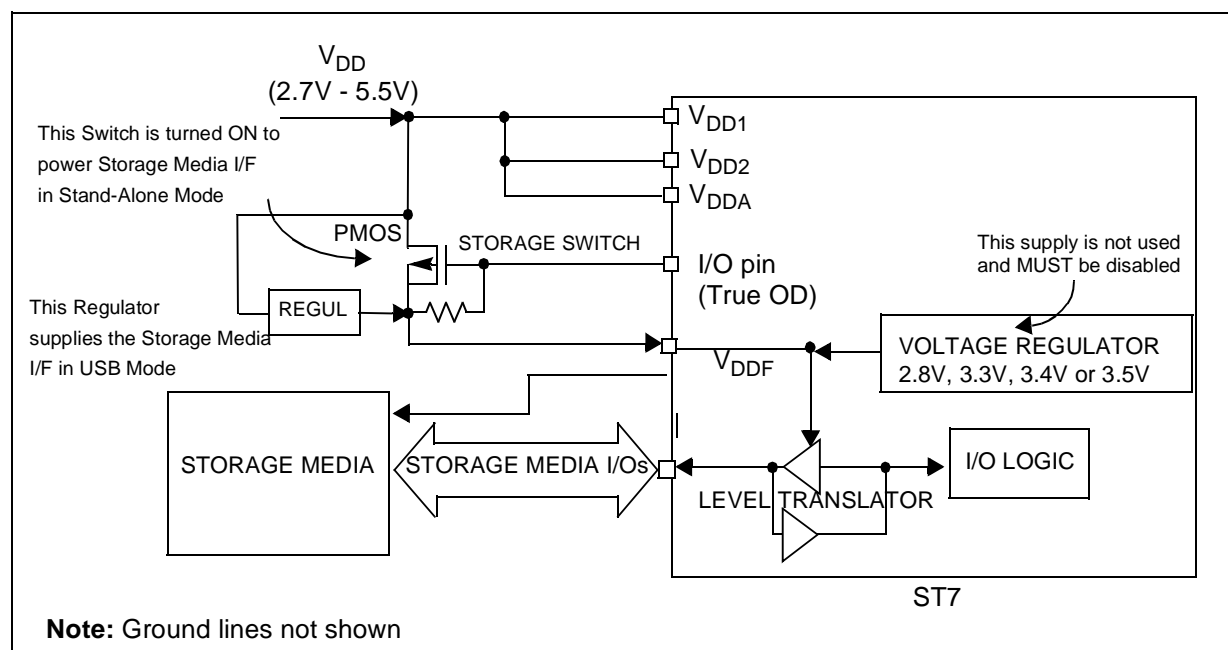 VDD
(2.7V - 5.5V)
This Switch is turned ON to
power Storage Media I/F
in Stand-Alone Mode
PMOS
STORAGE SWITCH
REGUL
This Regulator
supplies the Storage Media
I/F in USB Mode
VDD1
VDD2
VDDA
I/O pin
(True OD)
This supply is not used
and MUST be disabled
VDDF
VOLTAGE REGULATOR
2.8V, 3.3V, 3.4V or 3.5V
STORAGE MEDIA
STORAGE MEDIA I/Os
LEVEL TRANSLATOR
I/O LOGIC
ST7
Note: Ground lines not shown